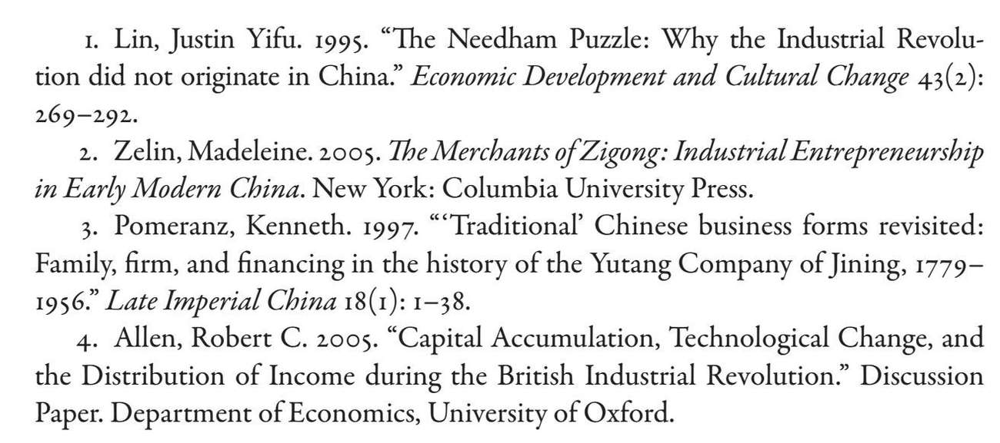 1. Lin, Justin Yifu. 1995. “The Needham Puzzle: Why the Industrial Revolu-
tion did not originate in China.” Economic Development and Cultural Change 43(2):
269–292.
2. Zelin, Madeleine. 2005. The Merchants of Zigong: Industrial Entrepreneurship
in Early Modern China. New York: Columbia University Press.
3. Pomeranz, Kenneth. 1997. “‘Traditional’ Chinese business forms revisited:
Family, firm, and financing in the history of the Yutang Company of Jining, 1779–
1956.” Late Imperial China 18(1): 1–38.
4. Allen, Robert C. 2005. “Capital Accumulation, Technological Change, and
the Distribution of Income during the British Industrial Revolution.” Discussion
Paper. Department of Economics, University of Oxford.